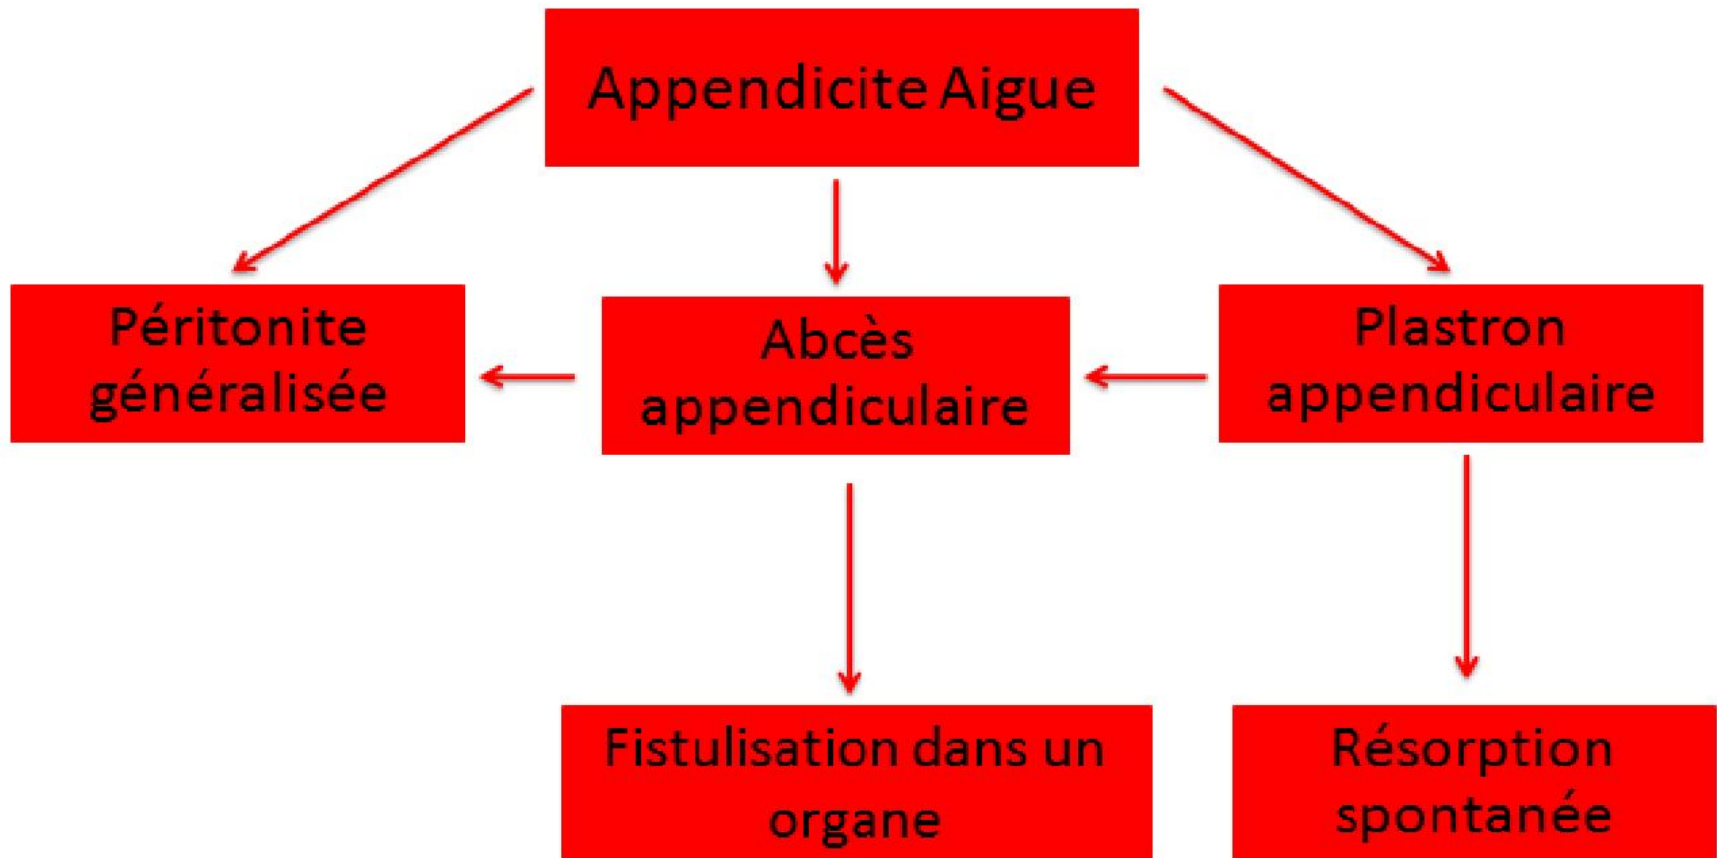 Appendicite Aigue
Péritonite
généralisée
Abcès
appendiculaire
Plastron
appendiculaire
Fistulisation dans un
organe
Résorption
spontanée